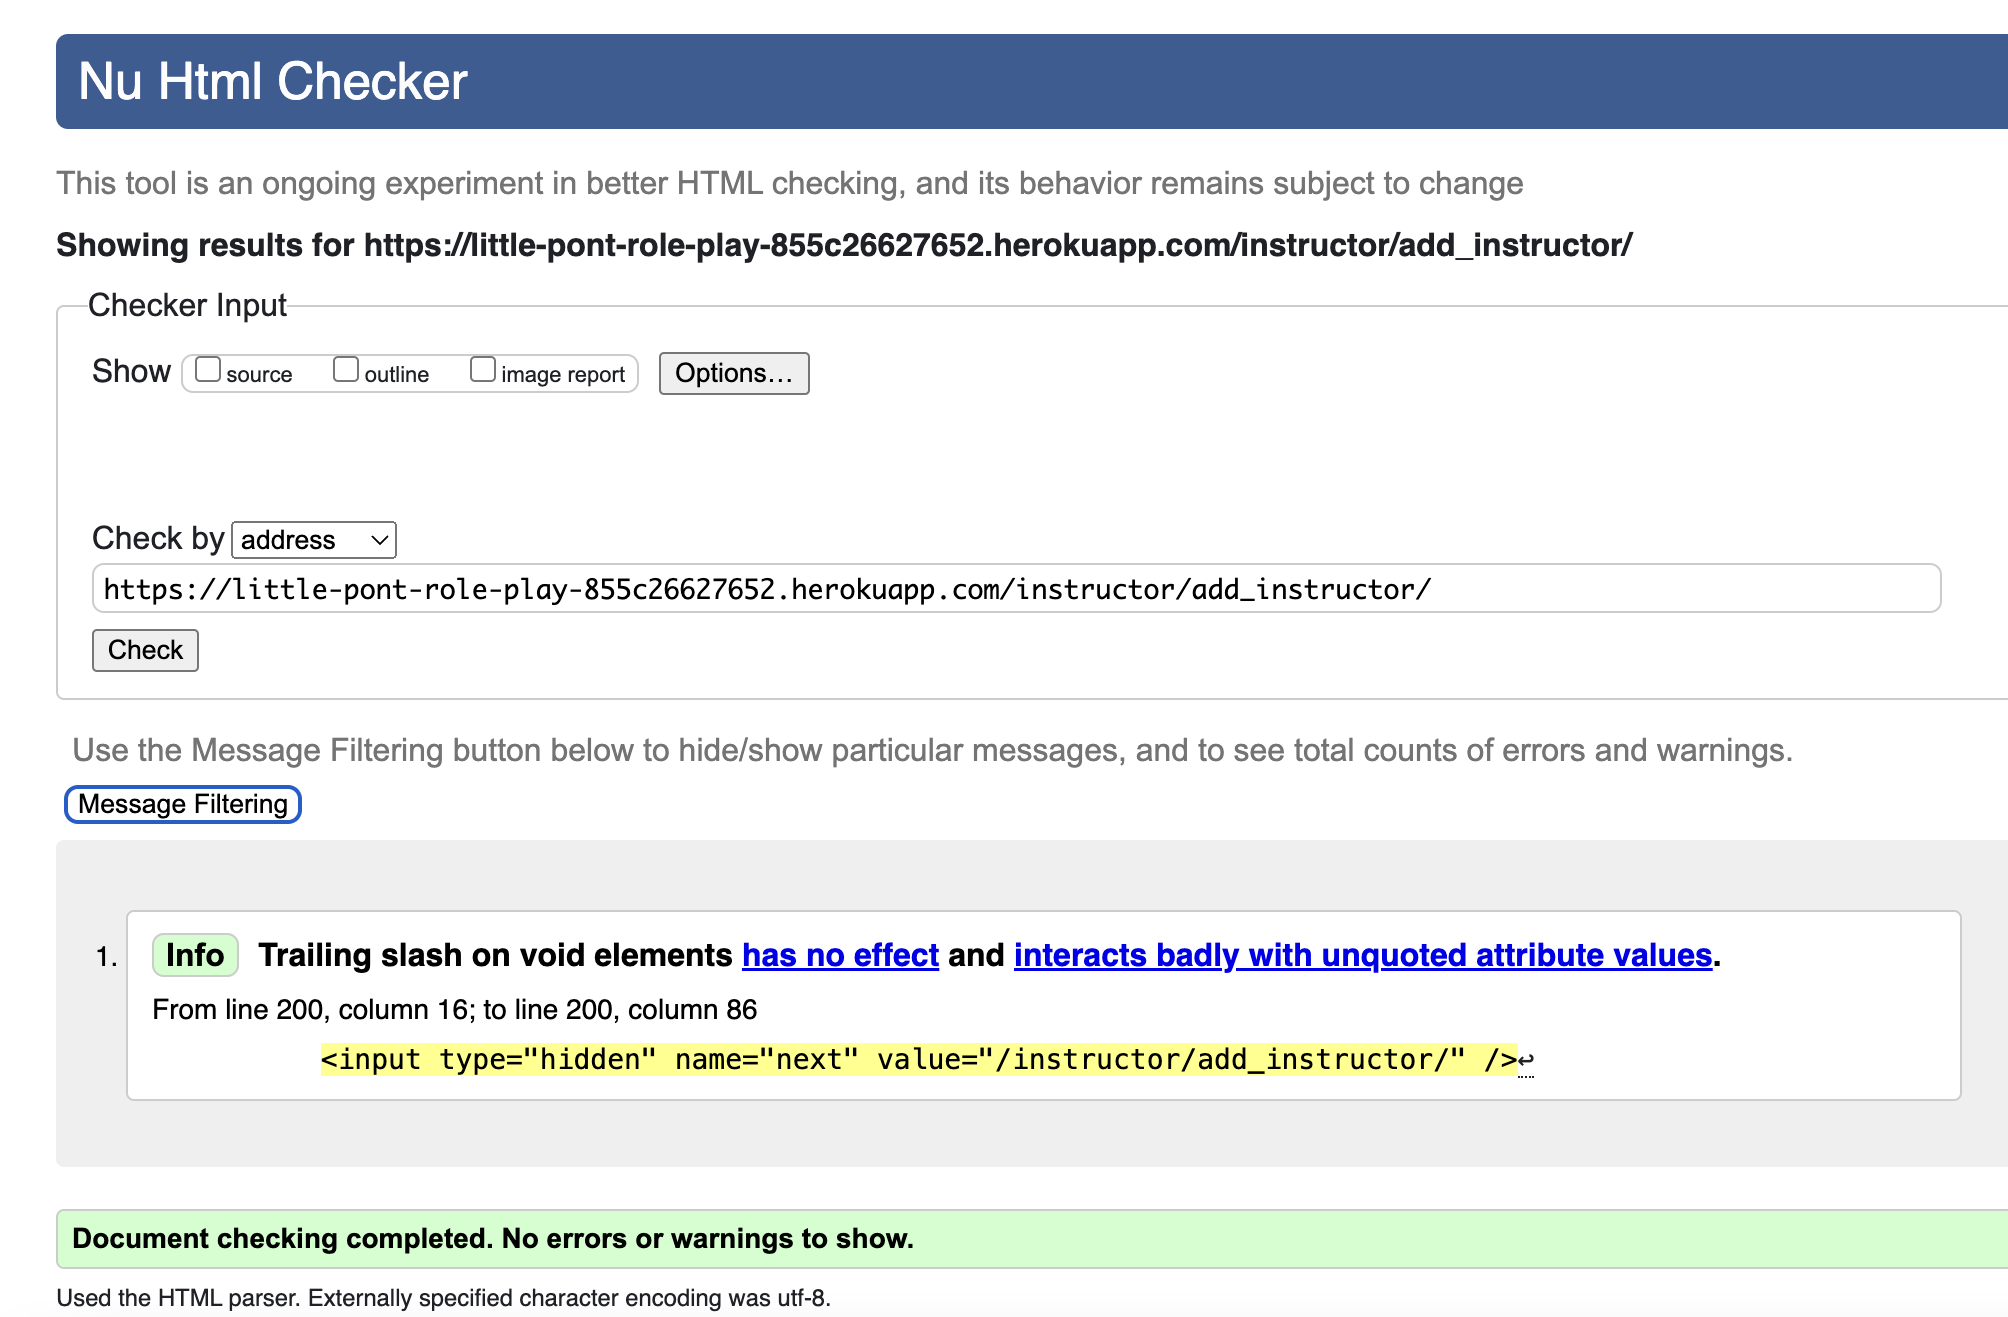 Nu Html Checker
This tool is an ongoing experiment in better HTML checking, and its behavior remains subject to change
Showing results for https://little-pont-role-play-855c26627652.herokuapp.com/instructor/add_instructor/
Checker Input
Show source outline image report Options…
Check by address
https://little-pont-role-play-855c26627652.herokuapp.com/instructor/add_instructor/
Check
Use the Message Filtering button below to hide/show particular messages, and to see total counts of errors and warnings.
Message Filtering
1. Info Trailing slash on void elements has no effect and interacts badly with unquoted attribute values.
From line 200, column 16; to line 200, column 86
<input type="hidden" name="next" value="/instructor/add_instructor/" />↩
Document checking completed. No errors or warnings to show.
Used the HTML parser. Externally specified character encoding was utf-8.